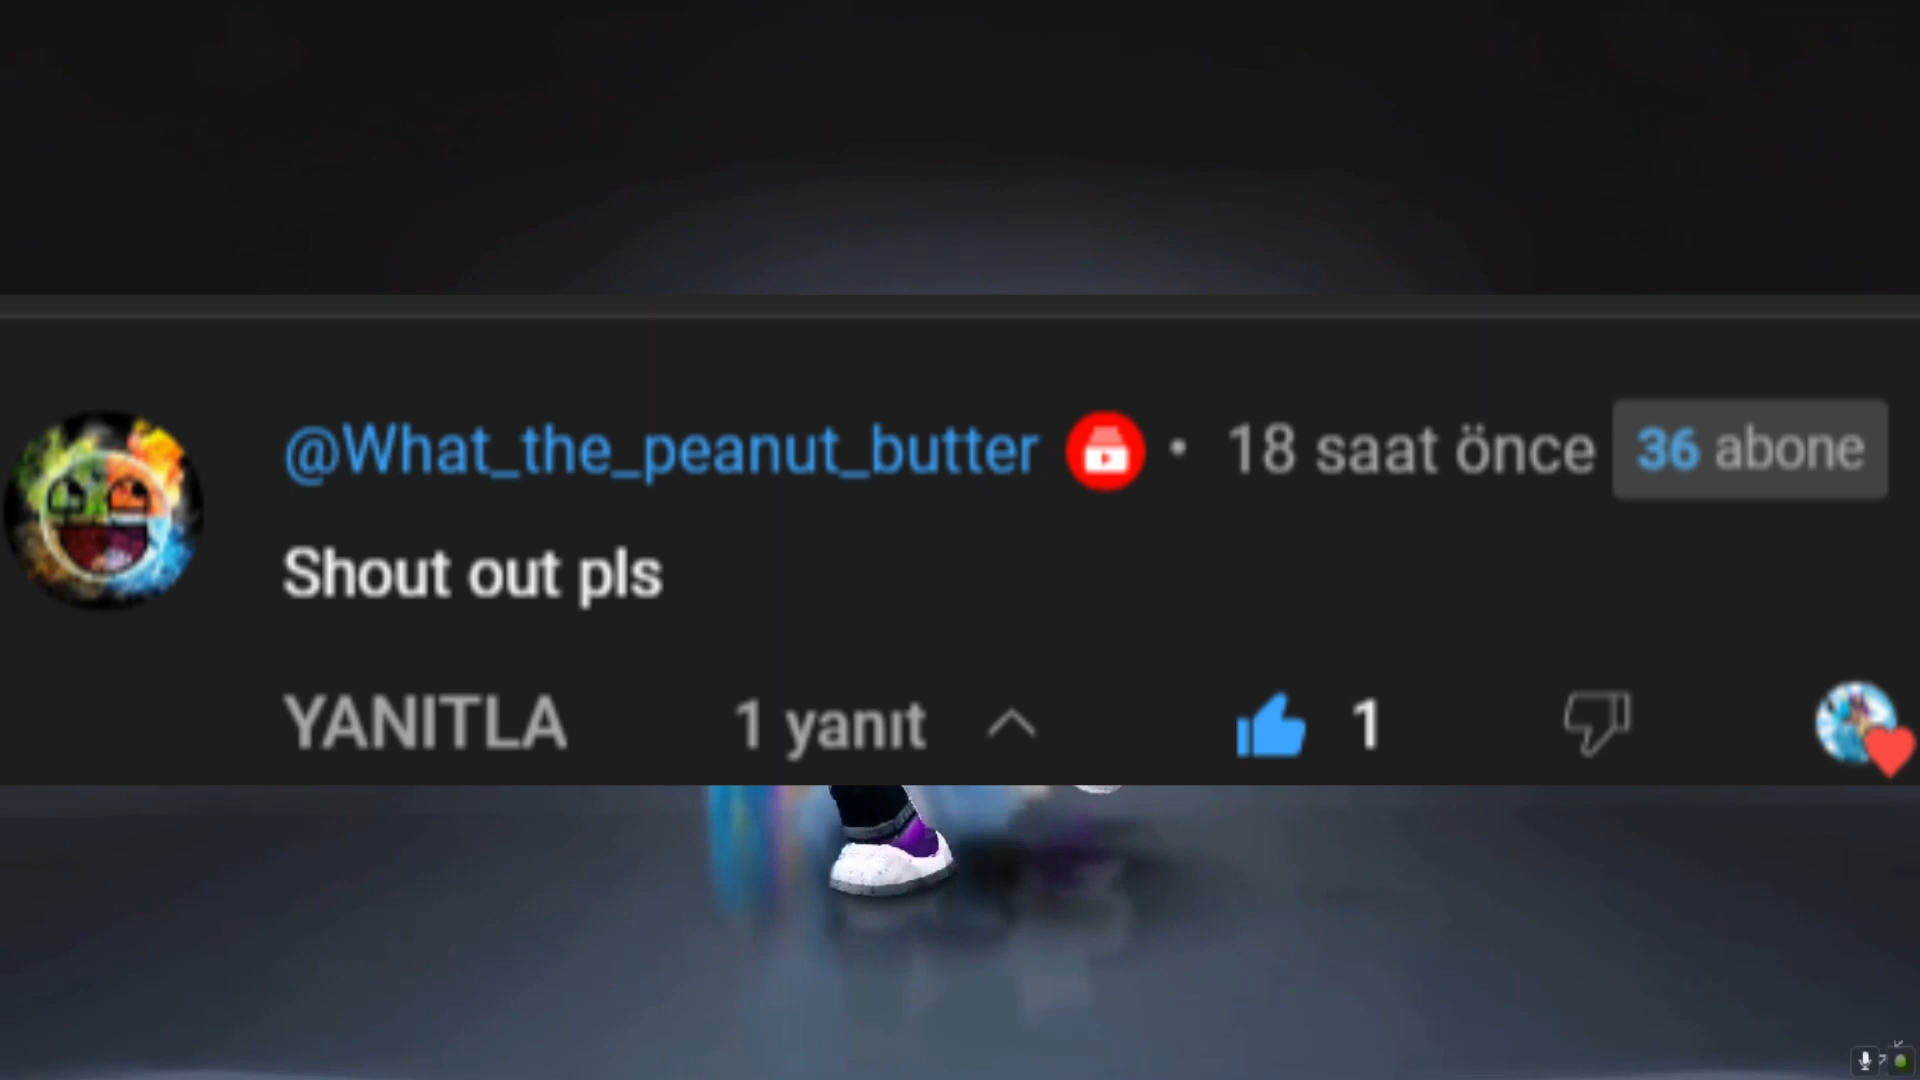 @What_the_peanut_butter • 18 saat önce 36 abone
Shout out pls
YANITLA 1 yanıt 1